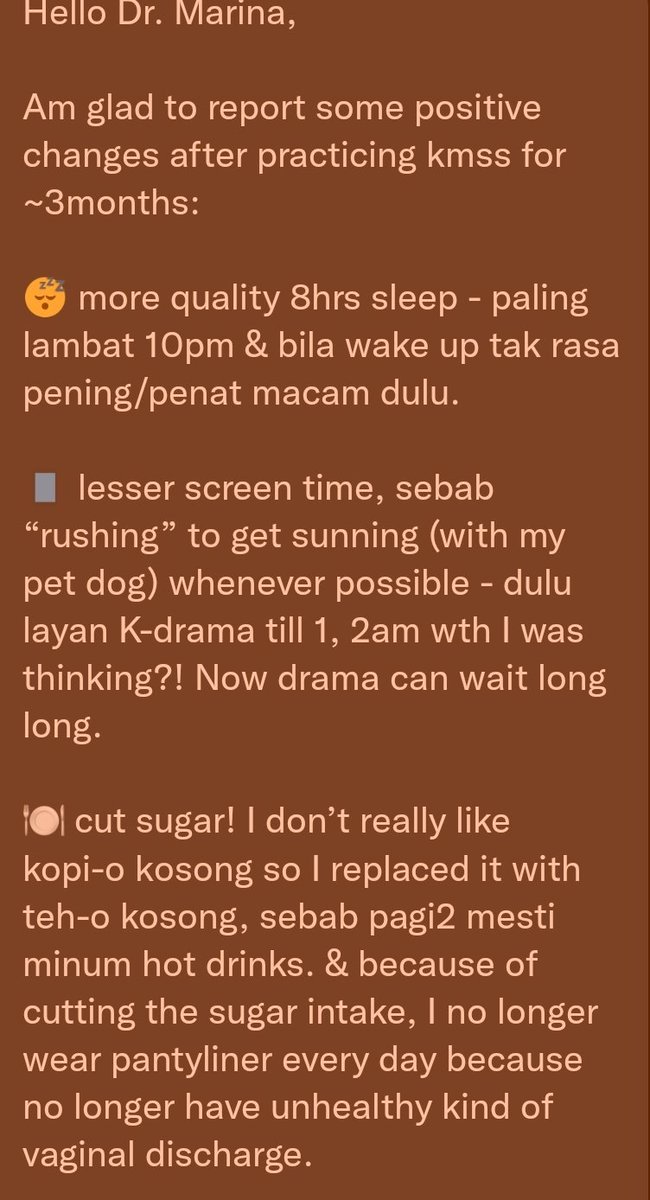 Hello Dr. Marina,
Am glad to report some positive
changes after practicing kmss for
~3months:
😴 more quality 8hrs sleep - paling
lambat 10pm & bila wake up tak rasa
pening/penat macam dulu.
lesser screen time, sebab
“rushing” to get sunning (with my
pet dog) whenever possible - dulu
layan K-drama till 1, 2am wth I was
thinking?! Now drama can wait long
long.
🍽️ cut sugar! I don’t really like
kopi-o kosong so I replaced it with
teh-o kosong, sebab pagi2 mesti
minum hot drinks. & because of
cutting the sugar intake, I no longer
wear pantyliner every day because
no longer have unhealthy kind of
vaginal discharge.